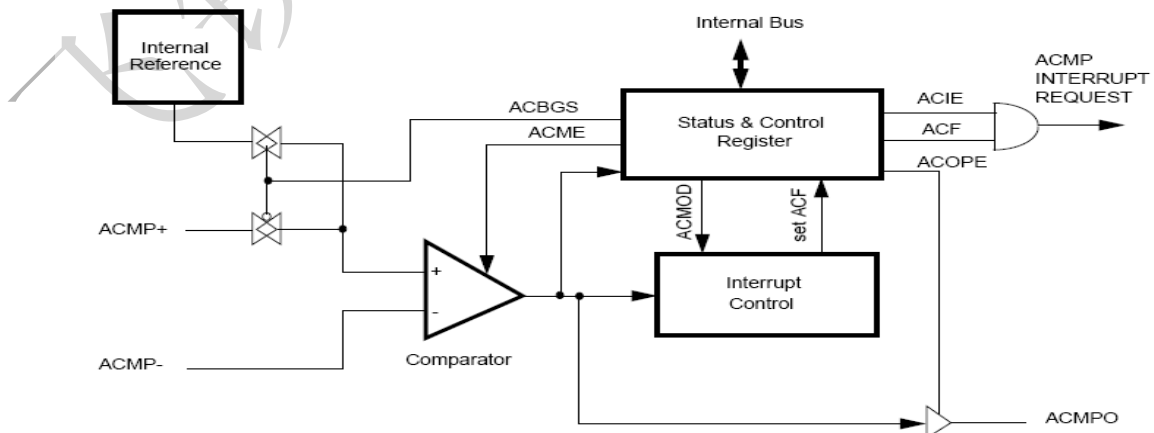 Internal Bus
Internal
Reference
ACMP
INTERRUPT
REQUEST
ACBGS
ACME
Status & Control
Register
ACIE
ACF
ACOPE
ACMP+
ACMOD
set ACF
+
-
Interrupt
Control
Comparator
ACMP-
ACMPO